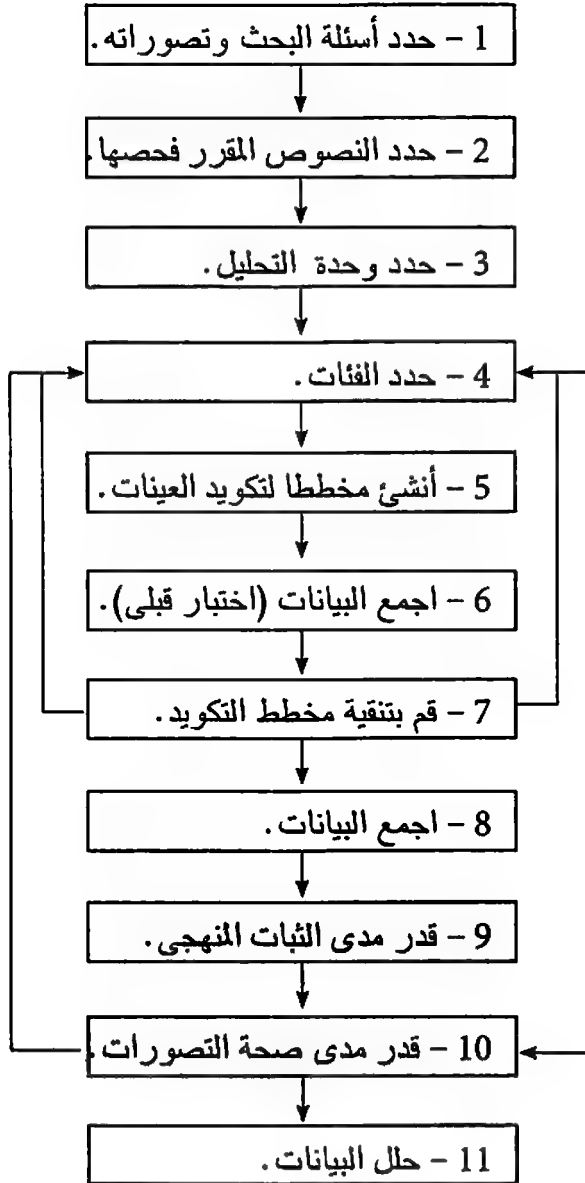 1 – حدد أسئلة البحث وتصوراته.
2 – حدد النصوص المقرر فحصها.
3 – حدد وحدة التحليل.
4 – حدد الفئات.
5 – أنشئ مخططا لتكويد العينات.
6 – اجمع البيانات (اختبار قبلى).
7 – قم بتنقية مخطط التكويد.
8 – اجمع البيانات.
9 – قدر مدى الثبات المنهجى.
10 – قدر مدى صحة التصورات.
11 – حلل البيانات.